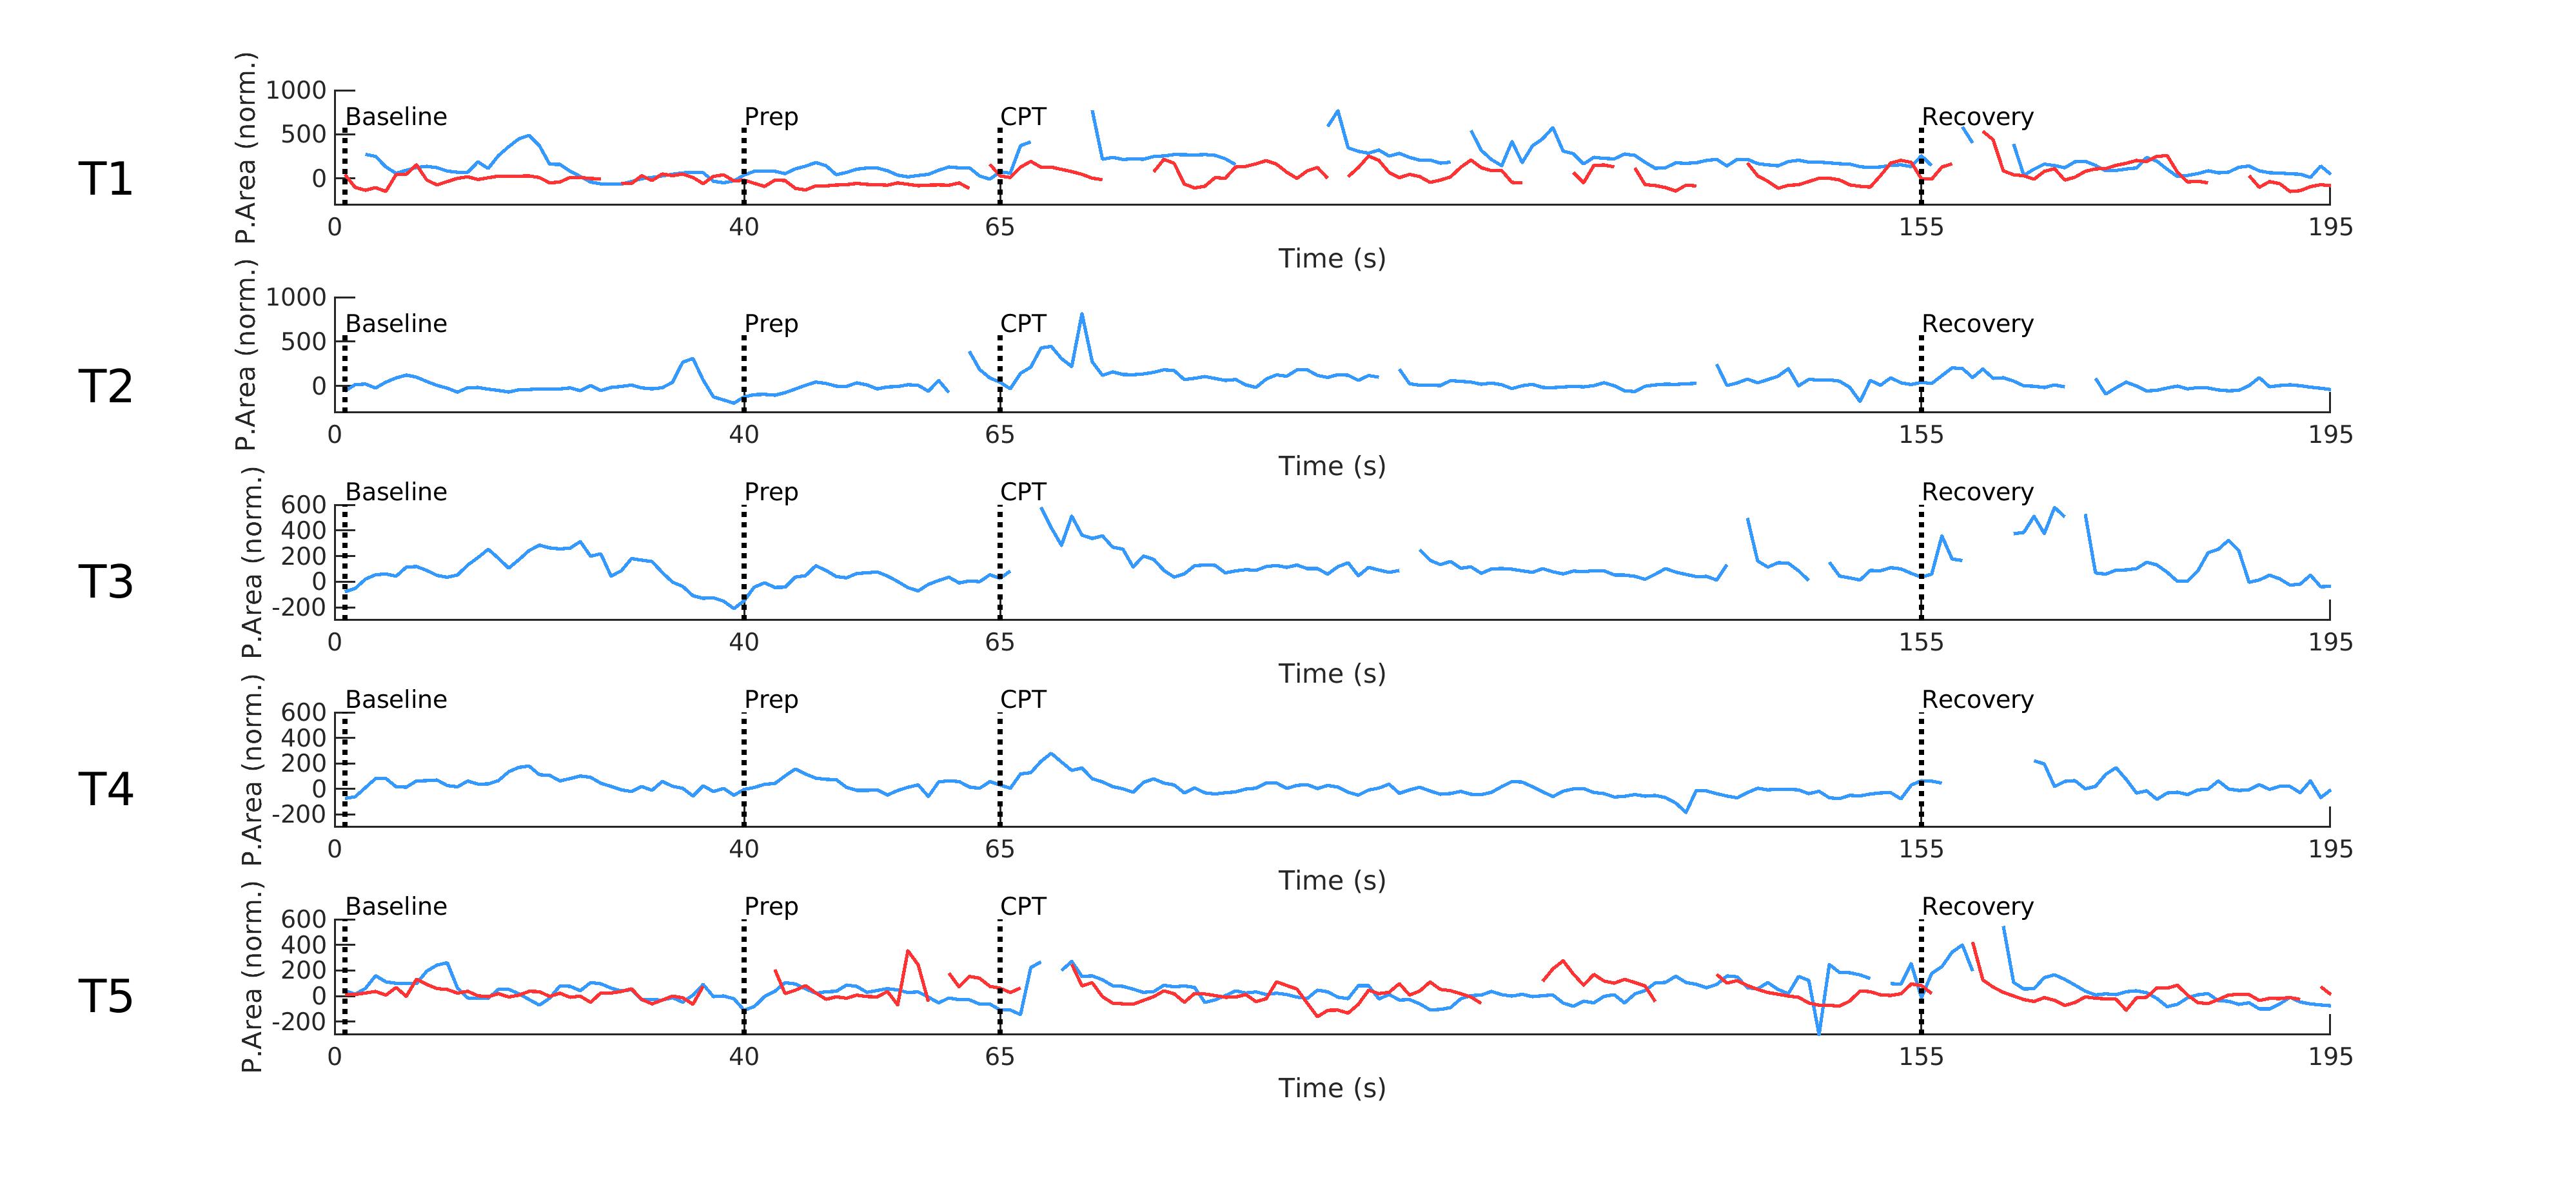 T1
P.Area (norm.)
1000
500
0
Baseline
Prep
CPT
Recovery
0 40 65 155 195
Time (s)
T2
P.Area (norm.)
1000
500
0
Baseline
Prep
CPT
Recovery
0 40 65 155 195
Time (s)
T3
P.Area (norm.)
600
400
200
0
-200
Baseline
Prep
CPT
Recovery
0 40 65 155 195
Time (s)
T4
P.Area (norm.)
600
400
200
0
-200
Baseline
Prep
CPT
Recovery
0 40 65 155 195
Time (s)
T5
P.Area (norm.)
600
400
200
0
-200
Baseline
Prep
CPT
Recovery
0 40 65 155 195
Time (s)